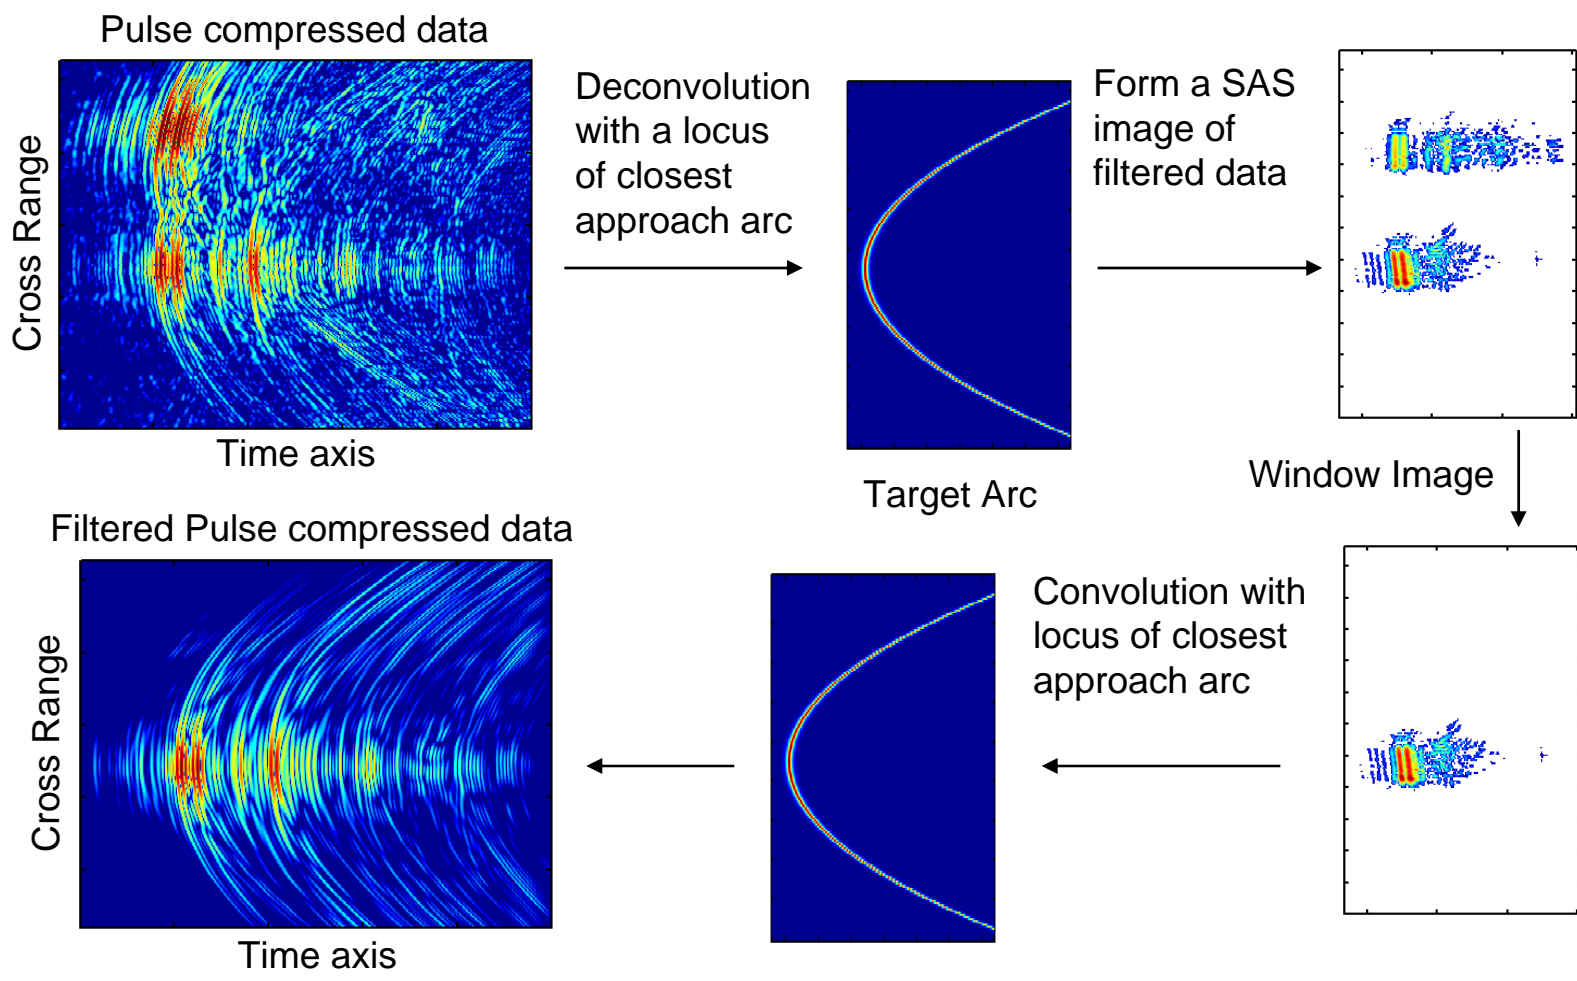 Pulse compressed data
Cross Range
Time axis
Deconvolution
with a locus
of closest
approach arc
Target Arc
Form a SAS
image of
filtered data
Window Image
Convolution with
locus of closest
approach arc
Filtered Pulse compressed data
Cross Range
Time axis